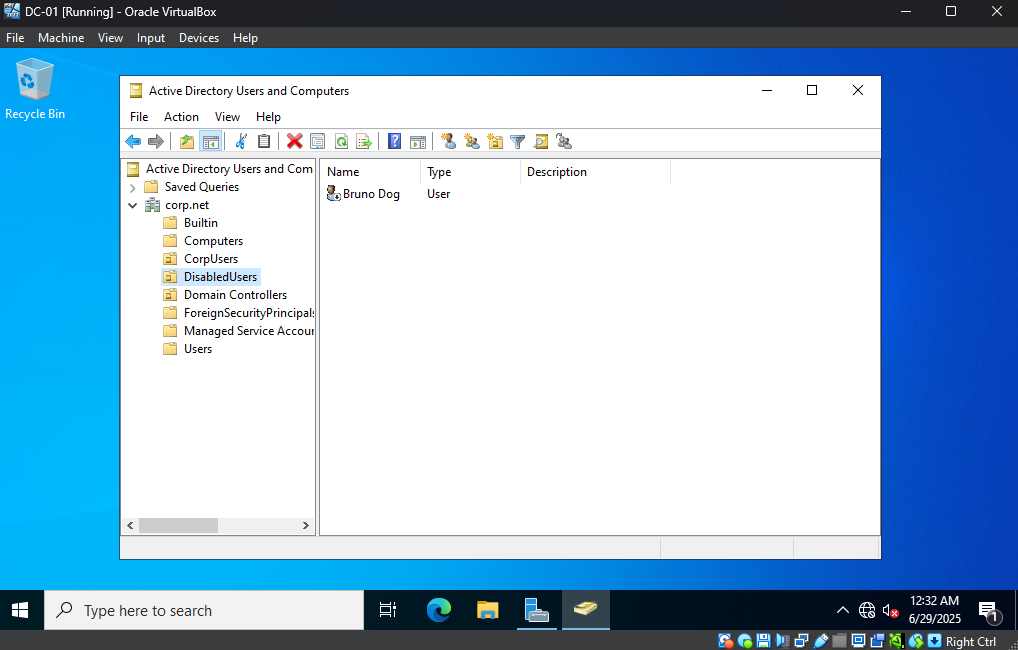 DC-01 [Running] - Oracle VirtualBox
File Machine View Input Devices Help
Recycle Bin
Active Directory Users and Computers
File Action View Help
Active Directory Users and Com
Saved Queries
corp.net
Builtin
Computers
CorpUsers
DisabledUsers
Domain Controllers
ForeignSecurityPrincipals
Managed Service Accour
Users
Name Type Description
Bruno Dog User
Type here to search
12:32 AM
6/29/2025
1
Right Ctrl